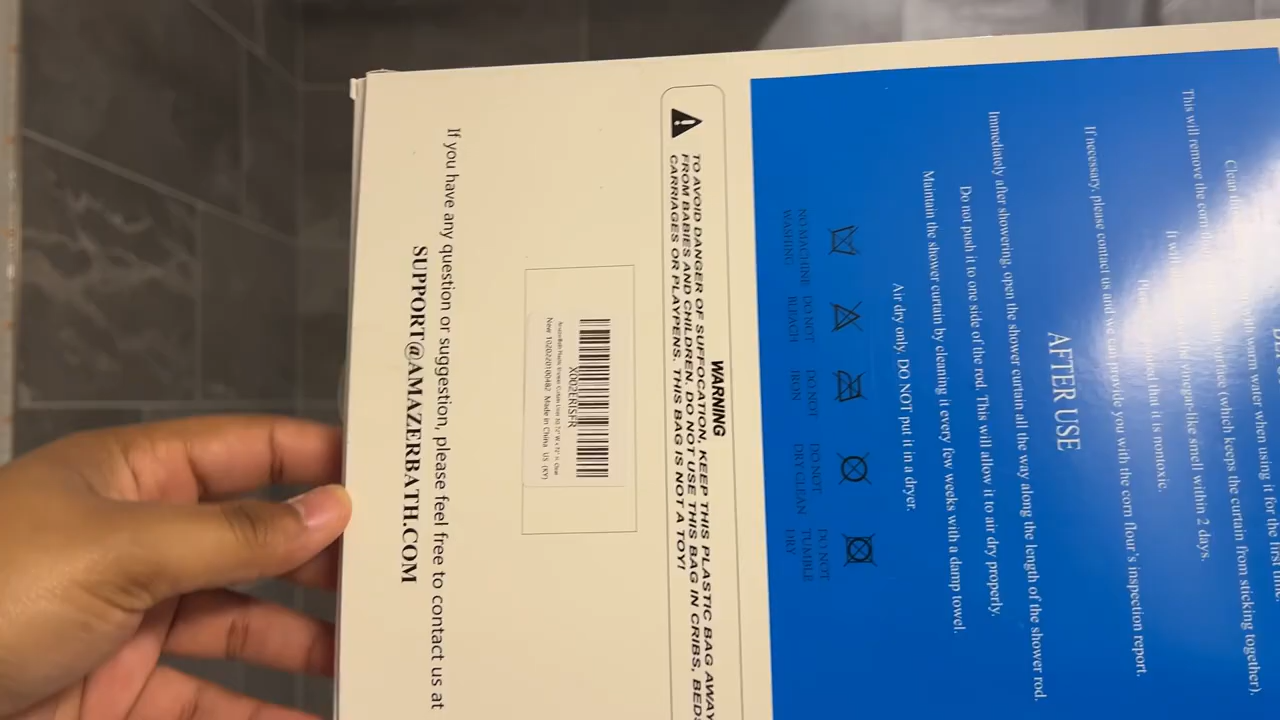 Clean
with warm water when using it for the first time.
This will remove the corn
surface (which keeps the curtain from sticking together).
It will
the vinegar-like smell within 2 days.
that it is nontoxic.
If necessary, please contact us and we can provide you with the corn flour's inspection report.
AFTER USE
Immediately after showering, open the shower curtain all the way along the length of the shower rod.
Do not push it to one side of the rod. This will allow it to air dry properly.
Maintain the shower curtain by cleaning it every few weeks with a damp towel.
Air dry only, DO NOT put it in a dryer.
NO MACHINE WASHING
DO NOT BLEACH
DO NOT IRON
DO NOT DRY CLEAN
DO NOT TUMBLE DRY
WARNING
TO AVOID DANGER OF SUFFOCATION, KEEP THIS PLASTIC BAG AWAY
FROM BABIES AND CHILDREN. DO NOT USE THIS BAG IN CRIBS, BEDS
CARRIAGES OR PLAYPENS. THIS BAG IS NOT A TOY!
X002ERISFR
New 1020220100482 Made in China US (KY)
If you have any question or suggestion, please feel free to contact us at
SUPPORT@AMAZERBATH.COM